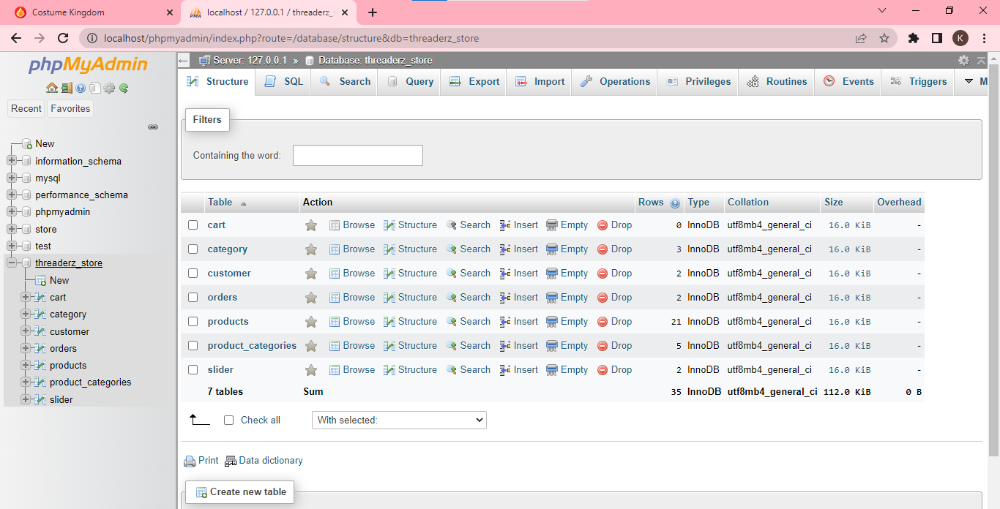 Costume Kingdom
localhost / 127.0.0.1 / threaderz_s
localhost/phpmyadmin/index.php?route=/database/structure&db=threaderz_store
K
phpMyAdmin
Recent
Favorites
New
information_schema
mysql
performance_schema
phpmyadmin
store
test
threaderz_store
New
cart
category
customer
orders
products
product_categories
slider
Server: 127.0.0.1 » Database: threaderz_store
Structure SQL Search Query Export Import Operations Privileges Routines Events Triggers M
Filters
Containing the word:
Table Action Rows Type Collation Size Overhead
cart Browse Structure Search Insert Empty Drop 0 InnoDB utf8mb4_general_ci 16.0 KiB -
category Browse Structure Search Insert Empty Drop 3 InnoDB utf8mb4_general_ci 16.0 KiB -
customer Browse Structure Search Insert Empty Drop 2 InnoDB utf8mb4_general_ci 16.0 KiB -
orders Browse Structure Search Insert Empty Drop 2 InnoDB utf8mb4_general_ci 16.0 KiB -
products Browse Structure Search Insert Empty Drop 21 InnoDB utf8mb4_general_ci 16.0 KiB -
product_categories Browse Structure Search Insert Empty Drop 5 InnoDB utf8mb4_general_ci 16.0 KiB -
slider Browse Structure Search Insert Empty Drop 2 InnoDB utf8mb4_general_ci 16.0 KiB -
7 tables Sum 35 InnoDB utf8mb4_general_ci 112.0 KiB 0 B
Check all With selected:
Print Data dictionary
Create new table